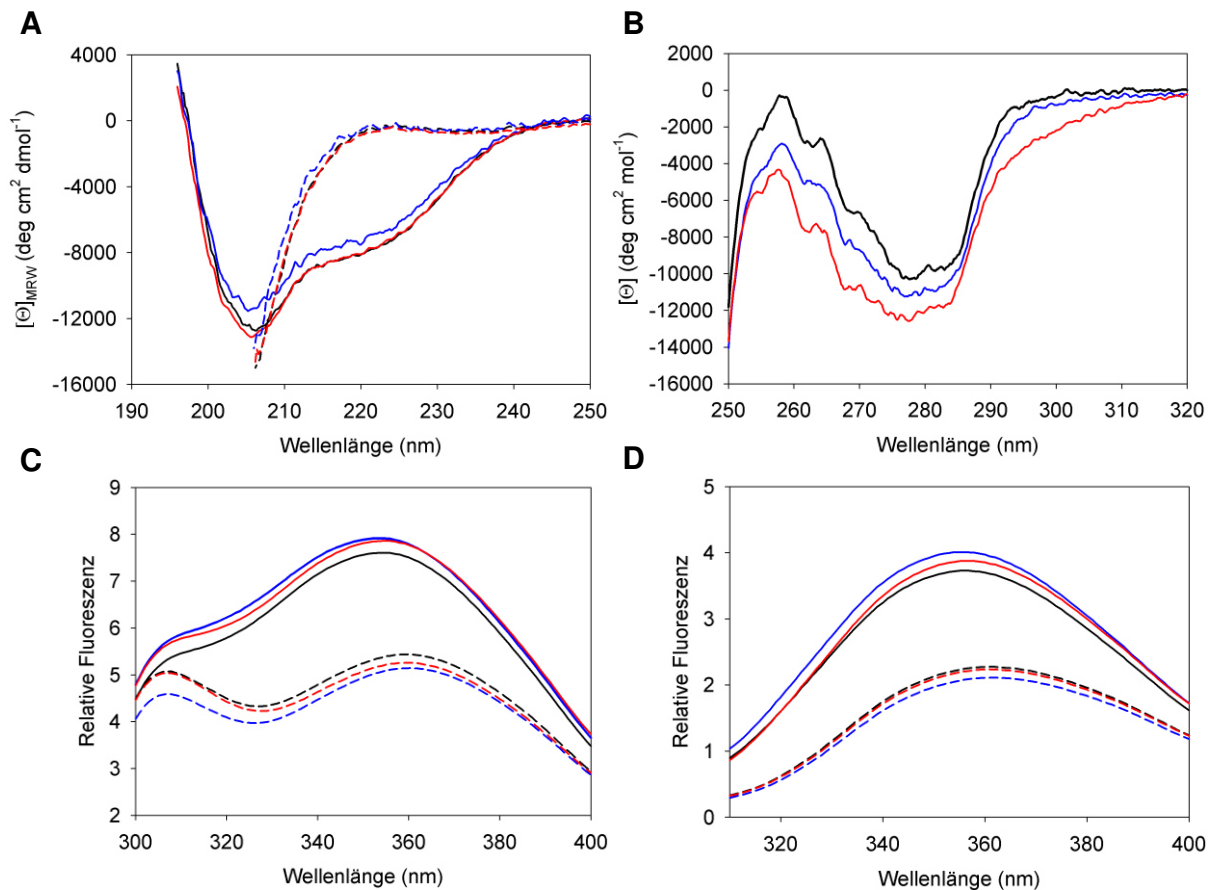 A
4000
0
-4000
-8000
-12000
-16000
190 200 210 220 230 240 250
[Θ]MRW (deg cm² dmol⁻¹)
Wellenlänge (nm)
B
2000
0
-2000
-4000
-6000
-8000
-10000
-12000
-14000
-16000
250 260 270 280 290 300 310 320
[Θ] (deg cm² mol⁻¹)
Wellenlänge (nm)
C
9
8
7
6
5
4
3
2
300 320 340 360 380 400
Relative Fluoreszenz
Wellenlänge (nm)
D
5
4
3
2
1
0
320 340 360 380 400
Relative Fluoreszenz
Wellenlänge (nm)